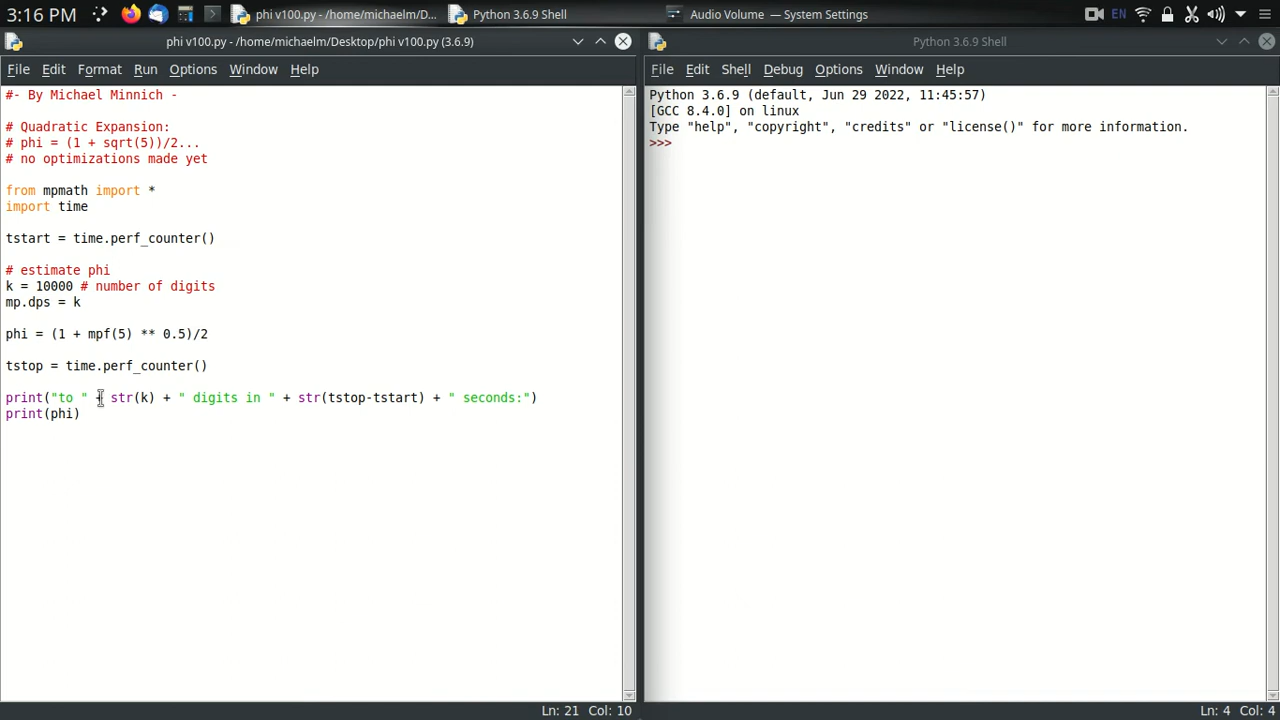 3:16 PM
phi v100.py - /home/michaelm/D...
Python 3.6.9 Shell
Audio Volume — System Settings
EN
phi v100.py - /home/michaelm/Desktop/phi v100.py (3.6.9)
Python 3.6.9 Shell
File Edit Format Run Options Window Help
File Edit Shell Debug Options Window Help
#- By Michael Minnich -
# Quadratic Expansion:
# phi = (1 + sqrt(5))/2...
# no optimizations made yet
from mpmath import *
import time
tstart = time.perf_counter()
# estimate phi
k = 10000 # number of digits
mp.dps = k
phi = (1 + mpf(5) ** 0.5)/2
tstop = time.perf_counter()
print("to " + str(k) + " digits in " + str(tstop-tstart) + " seconds:")
print(phi)
Python 3.6.9 (default, Jun 29 2022, 11:45:57)
[GCC 8.4.0] on linux
Type "help", "copyright", "credits" or "license()" for more information.
>>>
Ln: 21 Col: 10
Ln: 4 Col: 4